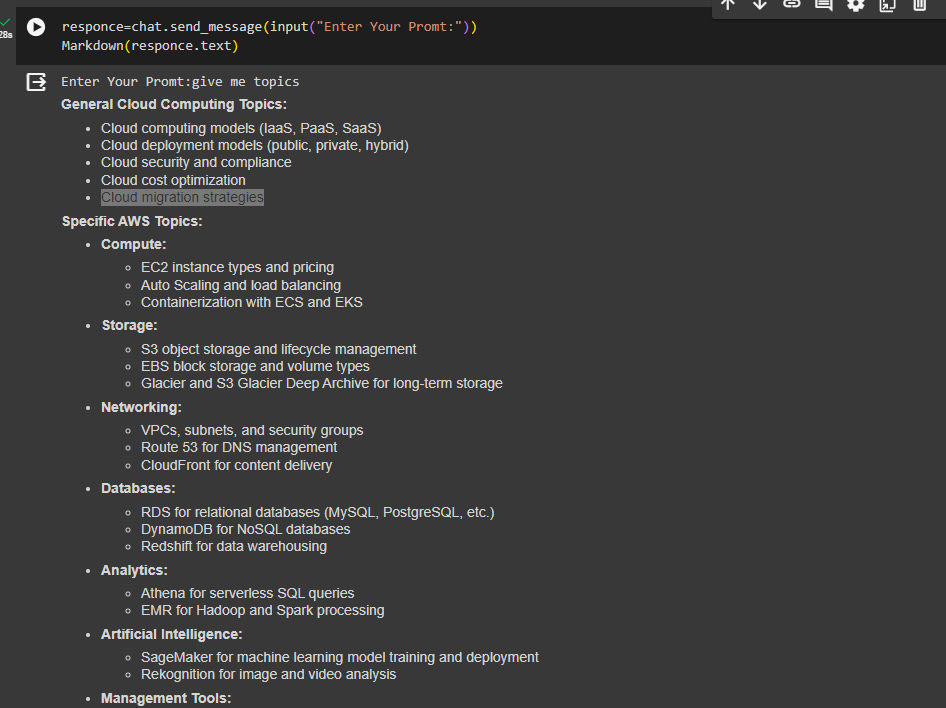 responce=chat.send_message(input("Enter Your Promt:"))
Markdown(responce.text)
28s
Enter Your Promt:give me topics
General Cloud Computing Topics:
• Cloud computing models (IaaS, PaaS, SaaS)
• Cloud deployment models (public, private, hybrid)
• Cloud security and compliance
• Cloud cost optimization
• Cloud migration strategies
Specific AWS Topics:
• Compute:
◦ EC2 instance types and pricing
◦ Auto Scaling and load balancing
◦ Containerization with ECS and EKS
• Storage:
◦ S3 object storage and lifecycle management
◦ EBS block storage and volume types
◦ Glacier and S3 Glacier Deep Archive for long-term storage
• Networking:
◦ VPCs, subnets, and security groups
◦ Route 53 for DNS management
◦ CloudFront for content delivery
• Databases:
◦ RDS for relational databases (MySQL, PostgreSQL, etc.)
◦ DynamoDB for NoSQL databases
◦ Redshift for data warehousing
• Analytics:
◦ Athena for serverless SQL queries
◦ EMR for Hadoop and Spark processing
• Artificial Intelligence:
◦ SageMaker for machine learning model training and deployment
◦ Rekognition for image and video analysis
• Management Tools: